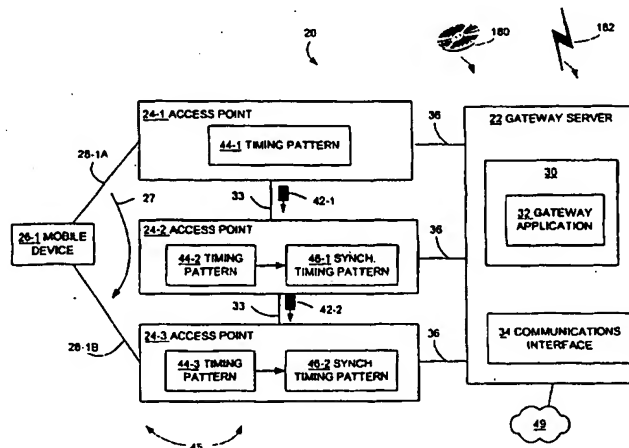 20
180
182
24-1 ACCESS POINT
44-1 TIMING PATTERN
36
22 GATEWAY SERVER
28-1A
27
33
42-1
30
32 GATEWAY APPLICATION
26-1 MOBILE DEVICE
24-2 ACCESS POINT
44-2 TIMING PATTERN
46-1 SYNCH. TIMING PATTERN
36
33
42-2
28-1B
24-3 ACCESS POINT
44-3 TIMING PATTERN
46-2 SYNCH TIMING PATTERN
36
34 COMMUNICATIONS INTERFACE
45
49